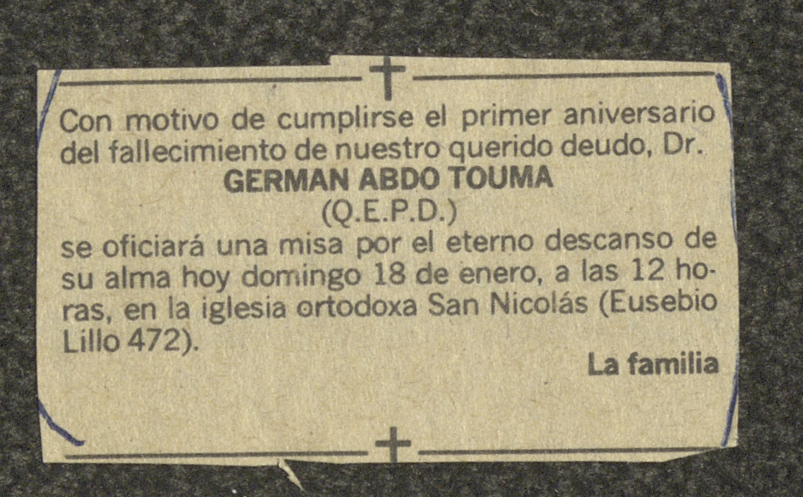 Con motivo de cumplirse el primer aniversario
del fallecimiento de nuestro querido deudo, Dr.
GERMAN ABDO TOUMA
(Q.E.P.D.)
se oficiará una misa por el eterno descanso de
su alma hoy domingo 18 de enero, a las 12 ho-
ras, en la iglesia ortodoxa San Nicolás (Eusebio
Lillo 472).
La familia